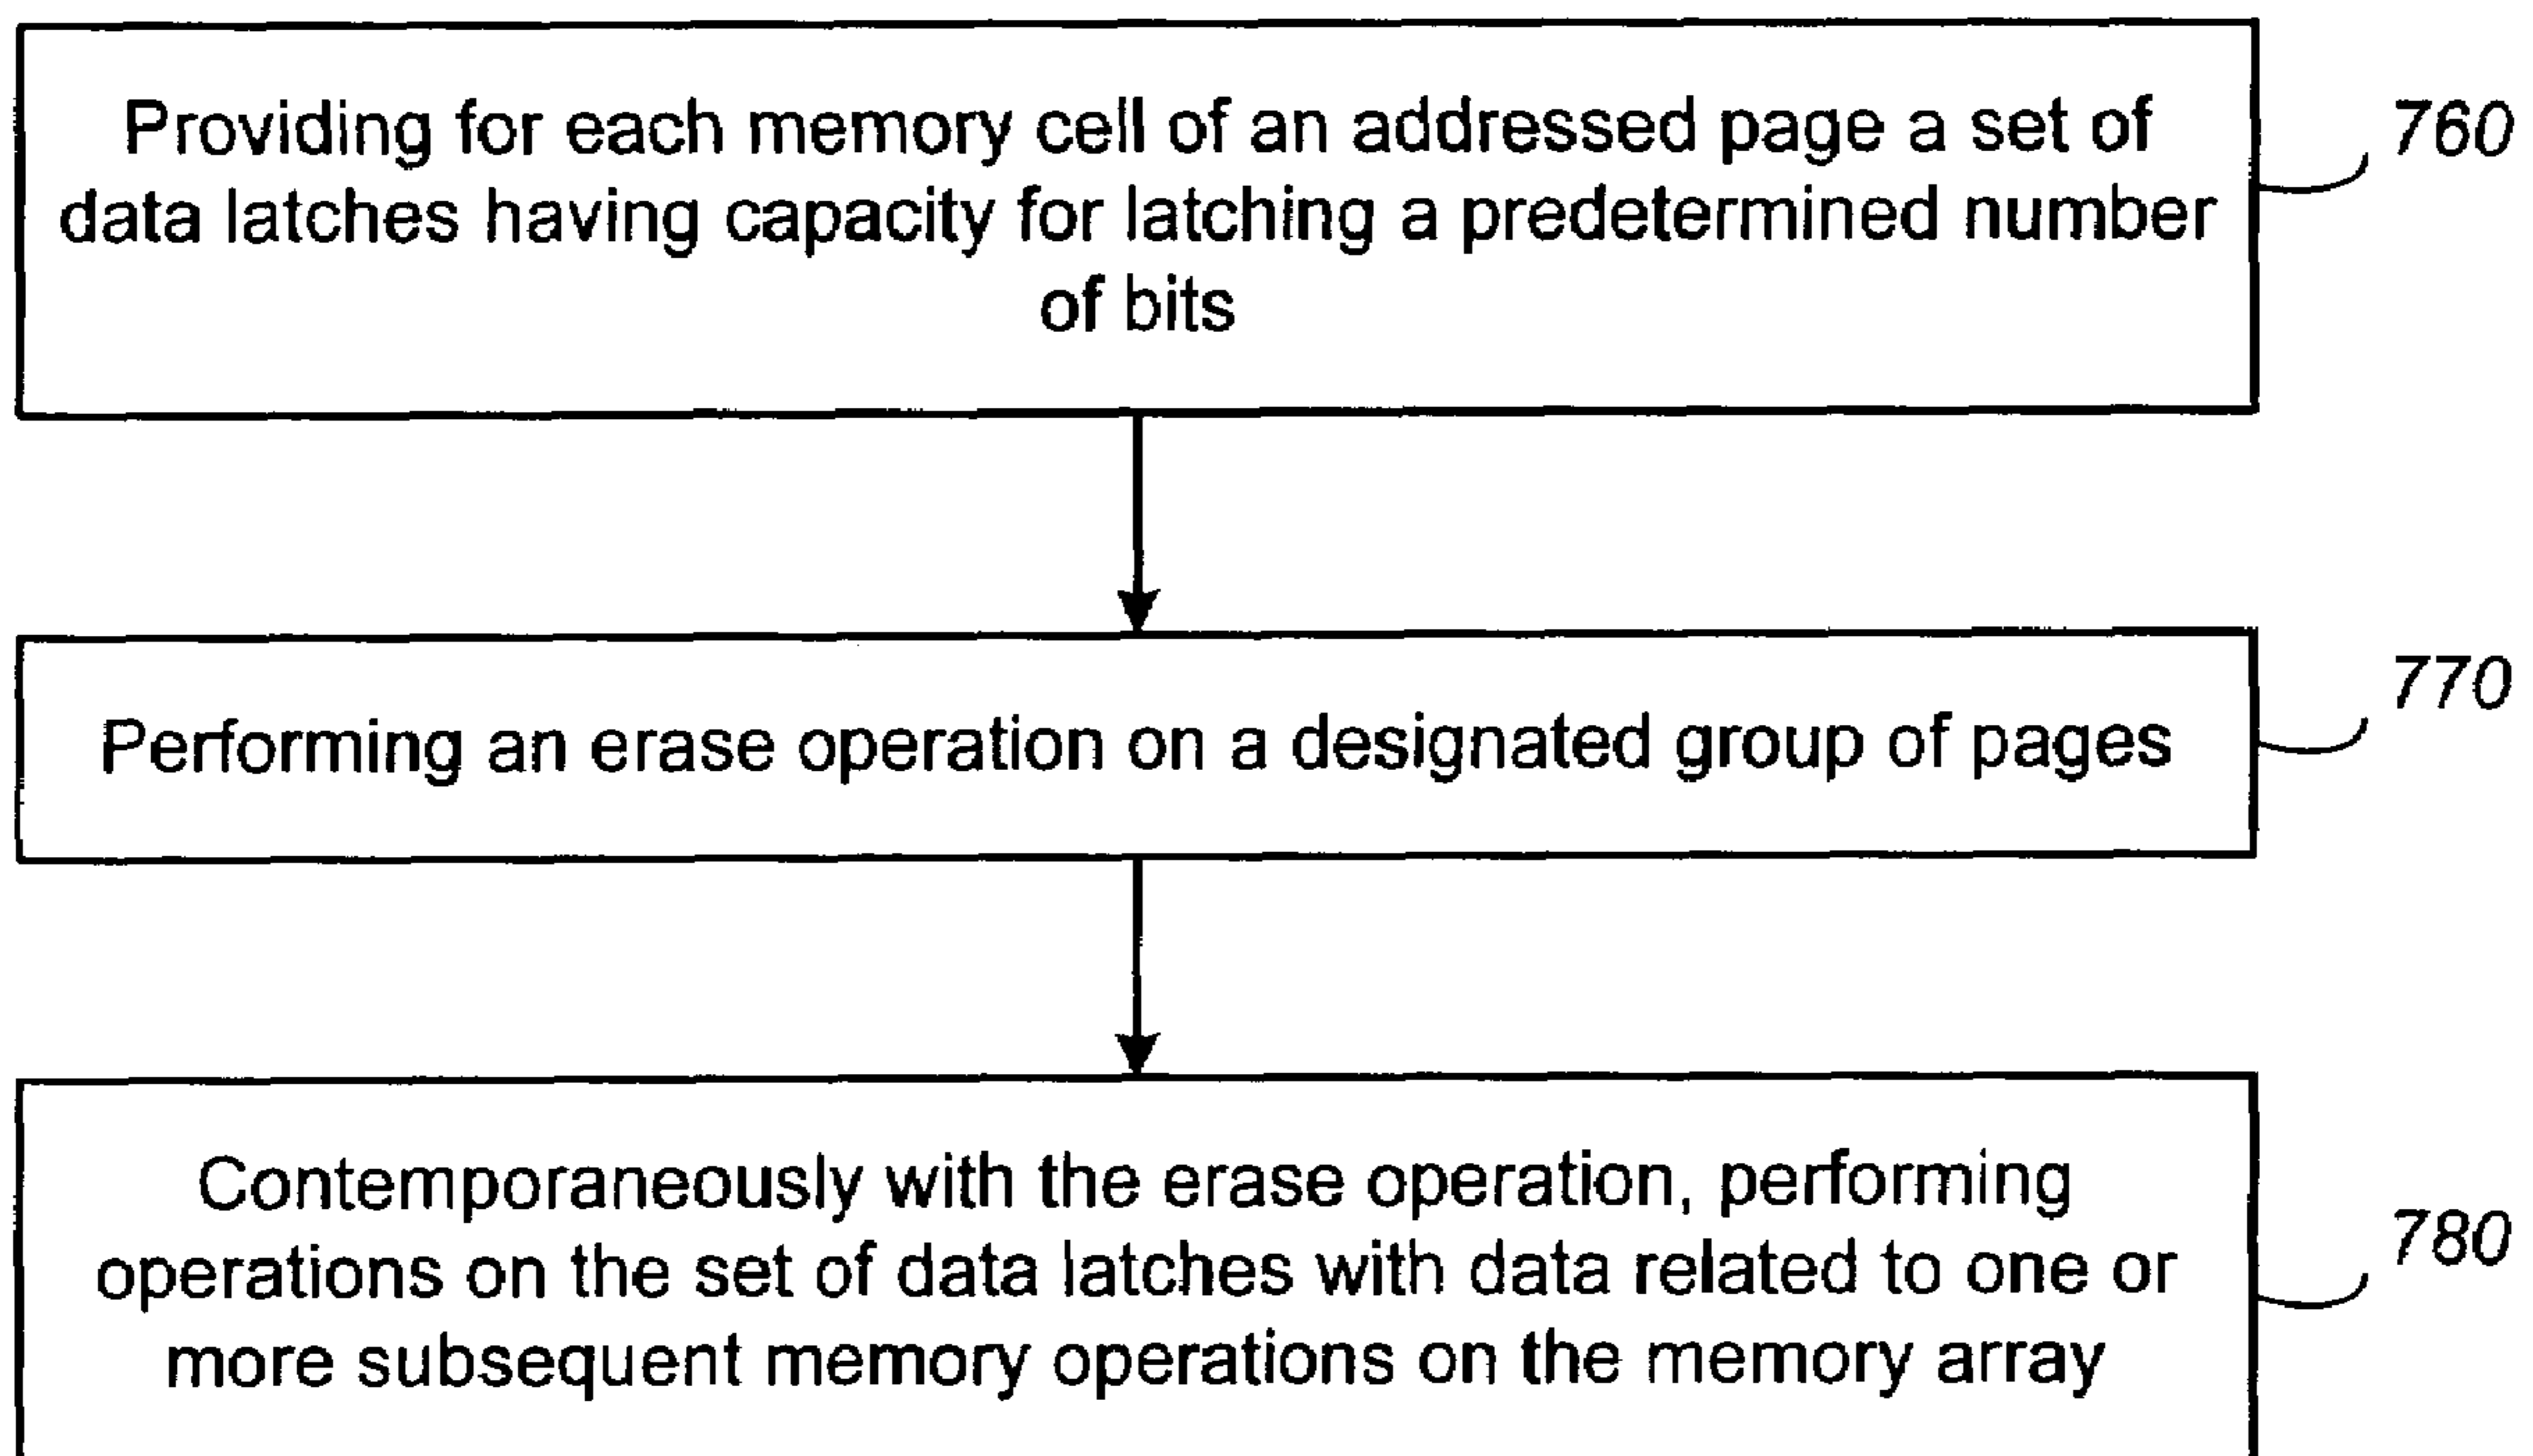 Providing for each memory cell of an addressed page a set of
data latches having capacity for latching a predetermined number
of bits
760
Performing an erase operation on a designated group of pages
770
Contemporaneously with the erase operation, performing
operations on the set of data latches with data related to one or
more subsequent memory operations on the memory array
780